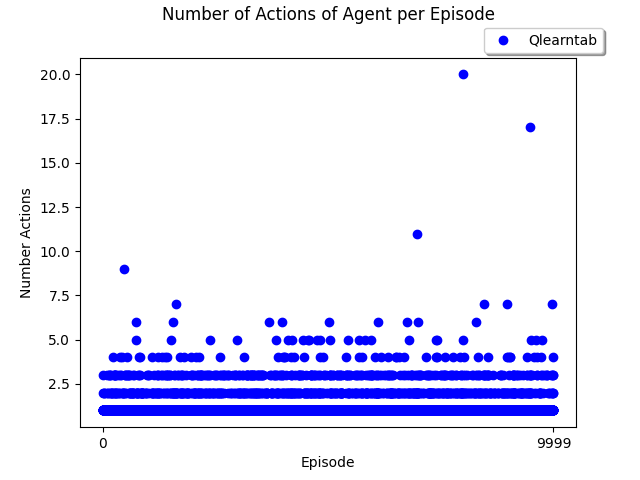 Number of Actions of Agent per Episode
Qlearntab
20.0
17.5
15.0
12.5
10.0
7.5
5.0
2.5
Number Actions
0 9999
Episode